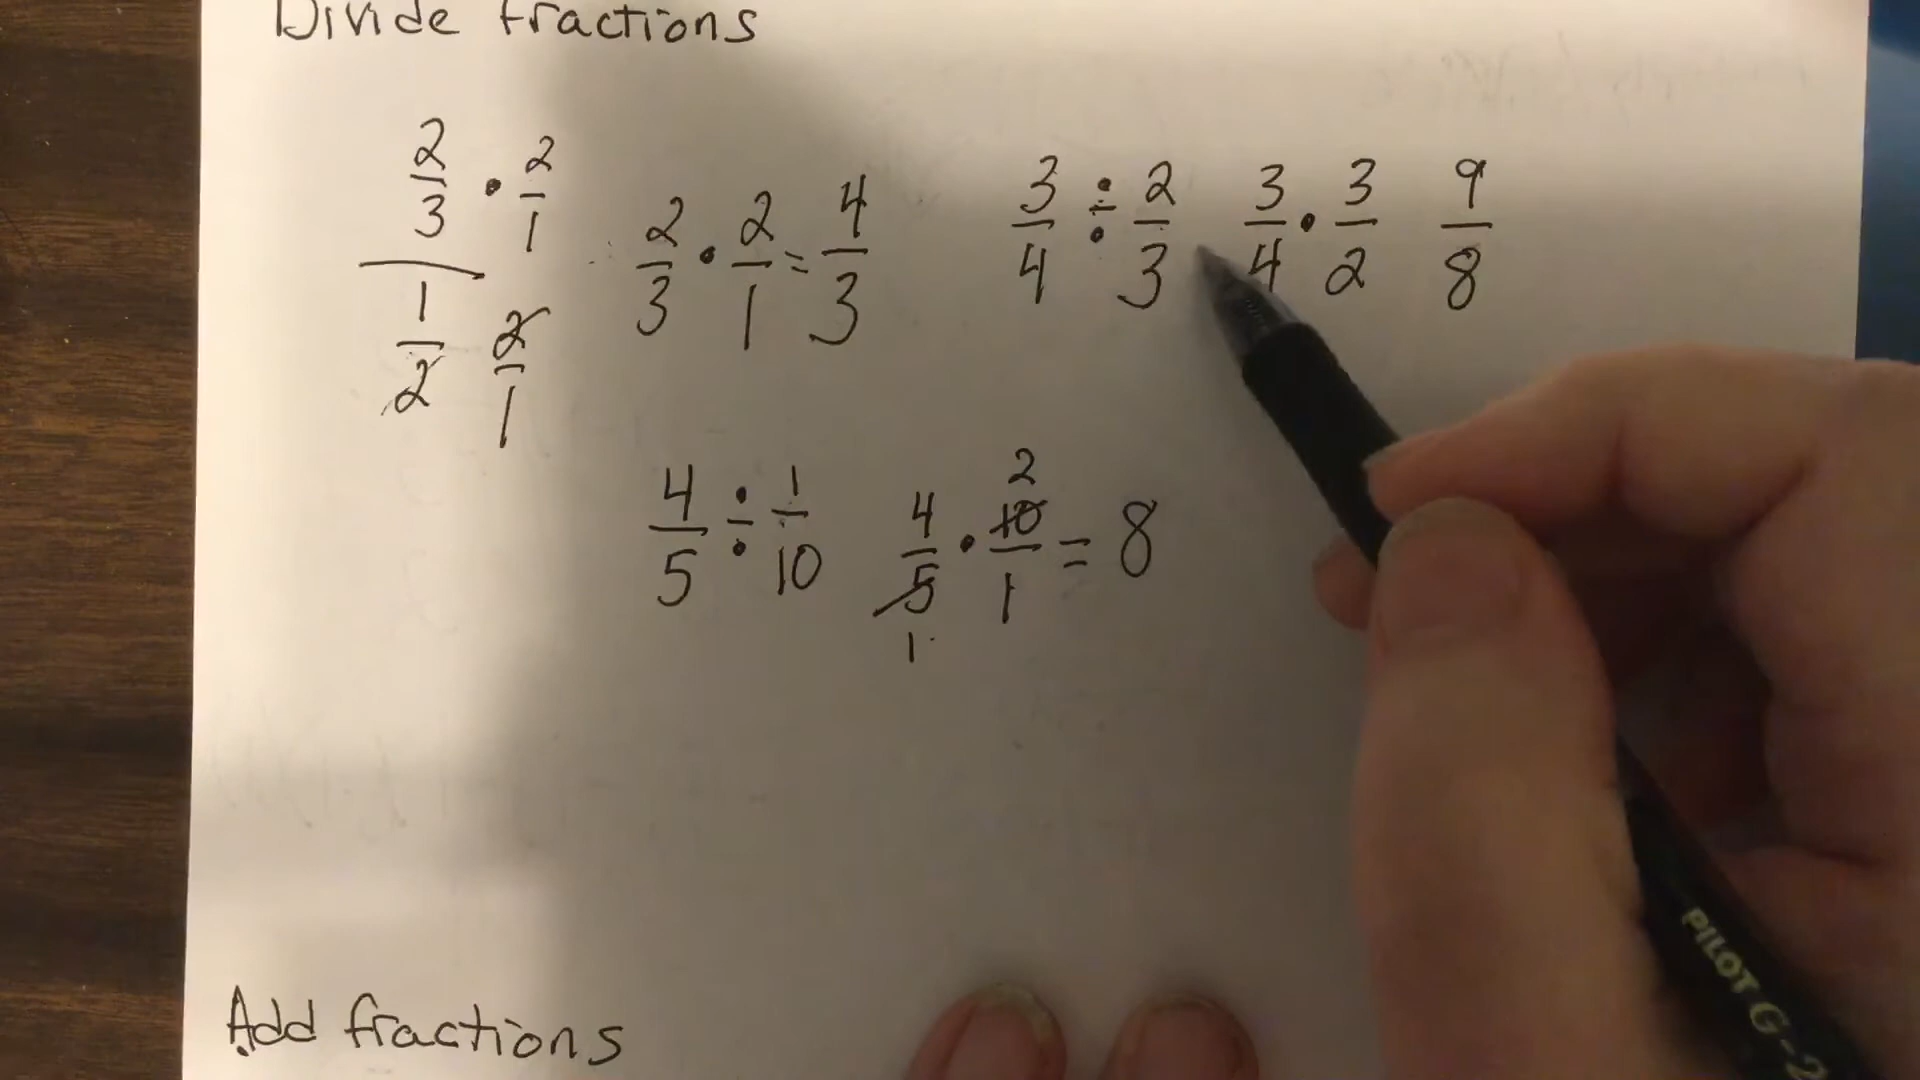 Divide fractions
2/3 · 2/1
1/2 2/1
2/3 · 2/1 = 4/3
3/4 ÷ 2/3 3/4 · 3/2 9/8
4/5 ÷ 1/10 4/5 · 10/1 = 8
2
1
Add fractions
PILOT G-2